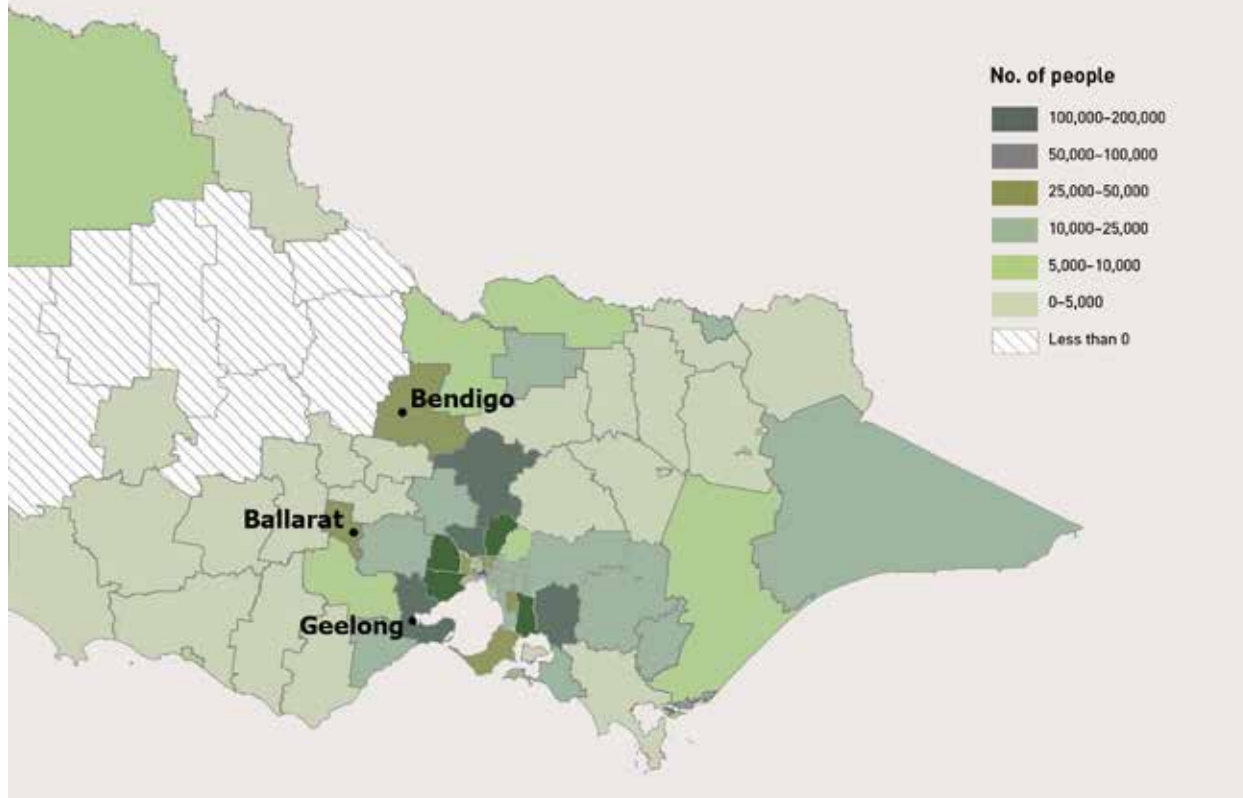 No. of people
100,000–200,000
50,000–100,000
25,000–50,000
10,000–25,000
5,000–10,000
0–5,000
Less than 0
Bendigo
Ballarat
Geelong